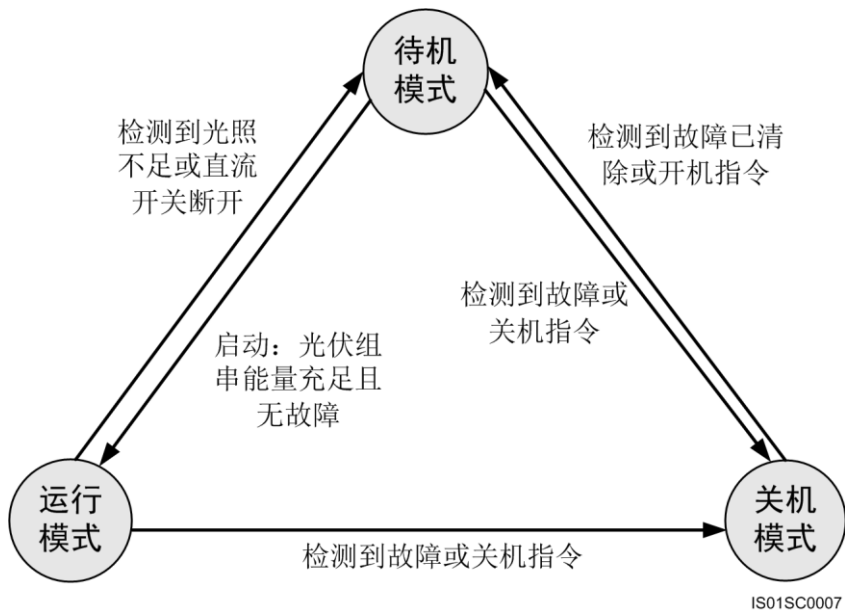 待机
模式
检测到光照
不足或直流
开关断开
检测到故障已清
除或开机指令
检测到故障或
关机指令
启动：光伏组
串能量充足且
无故障
运行
模式
关机
模式
检测到故障或关机指令
IS01SC0007